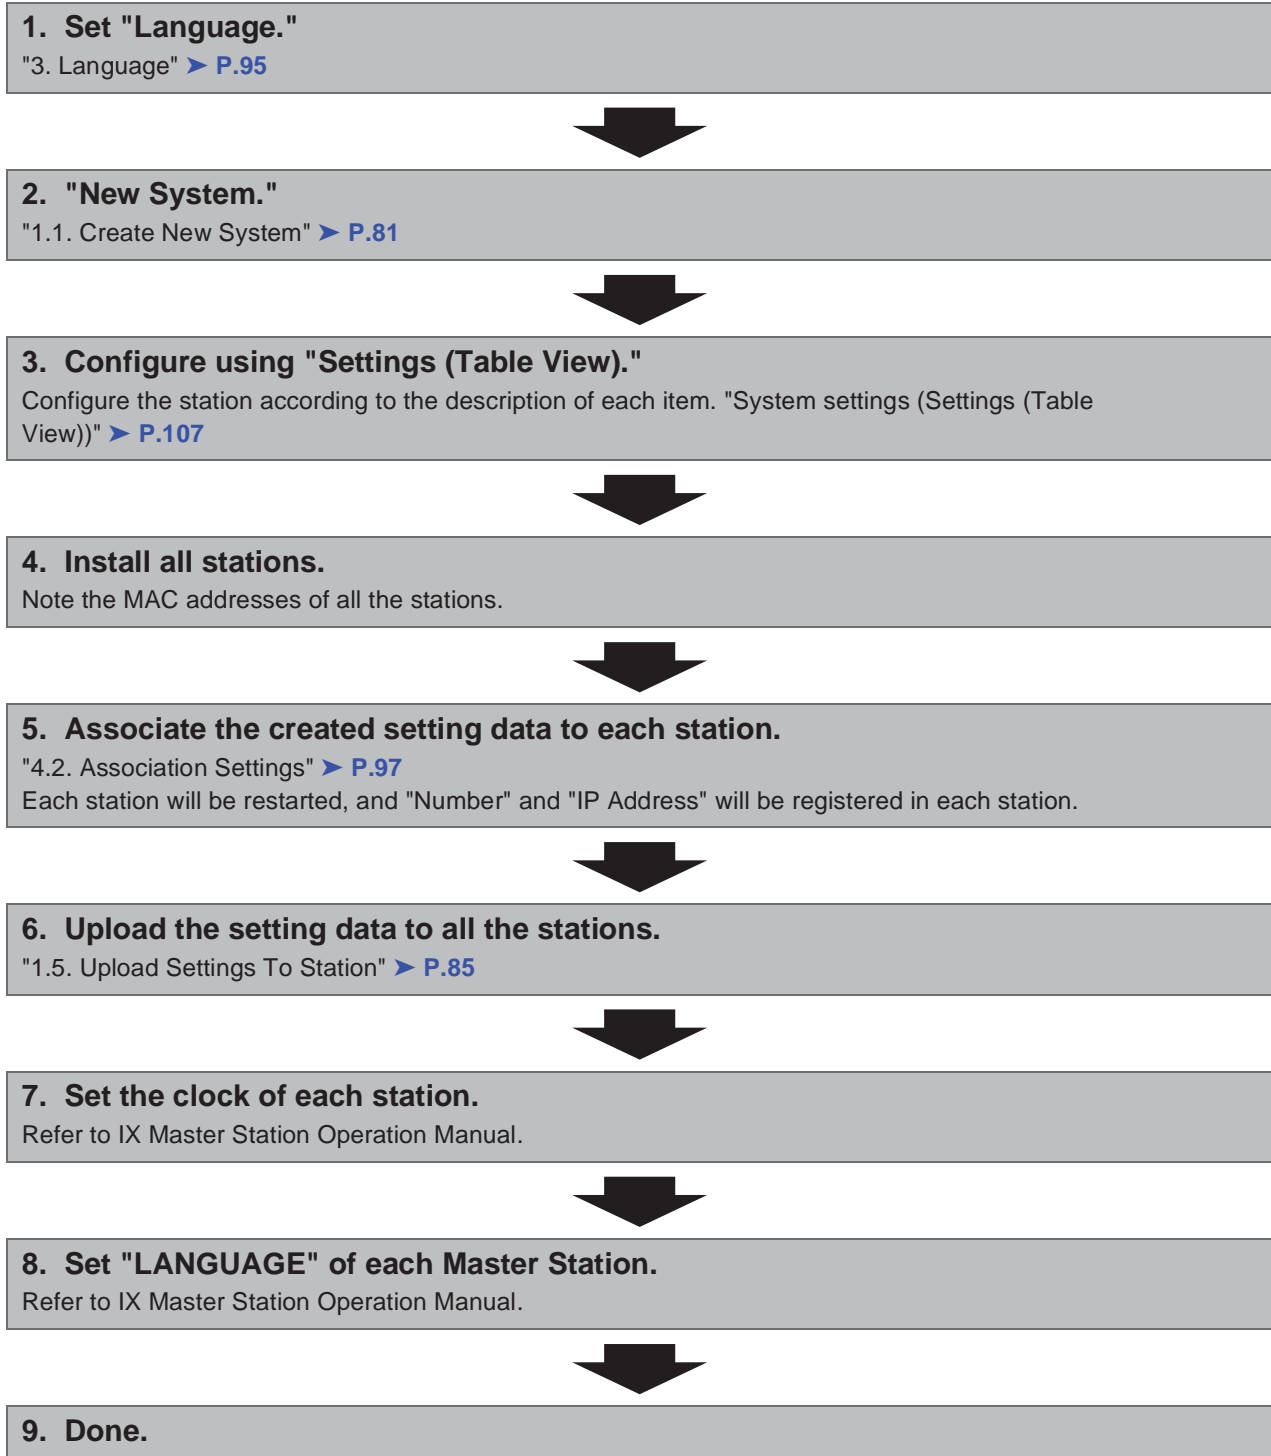 1. Set "Language."
"3. Language" ➤ P.95
2. "New System."
"1.1. Create New System" ➤ P.81
3. Configure using "Settings (Table View)."
Configure the station according to the description of each item. "System settings (Settings (Table
View))" ➤ P.107
4. Install all stations.
Note the MAC addresses of all the stations.
5. Associate the created setting data to each station.
"4.2. Association Settings" ➤ P.97
Each station will be restarted, and "Number" and "IP Address" will be registered in each station.
6. Upload the setting data to all the stations.
"1.5. Upload Settings To Station" ➤ P.85
7. Set the clock of each station.
Refer to IX Master Station Operation Manual.
8. Set "LANGUAGE" of each Master Station.
Refer to IX Master Station Operation Manual.
9. Done.